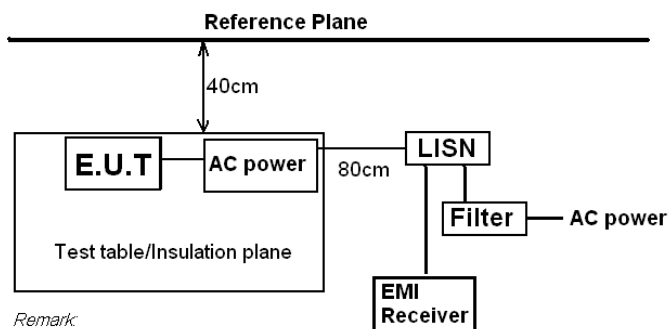 Reference Plane
40cm
E.U.T
AC power
80cm
LISN
Filter
AC power
Test table/Insulation plane
EMI
Receiver
Remark: